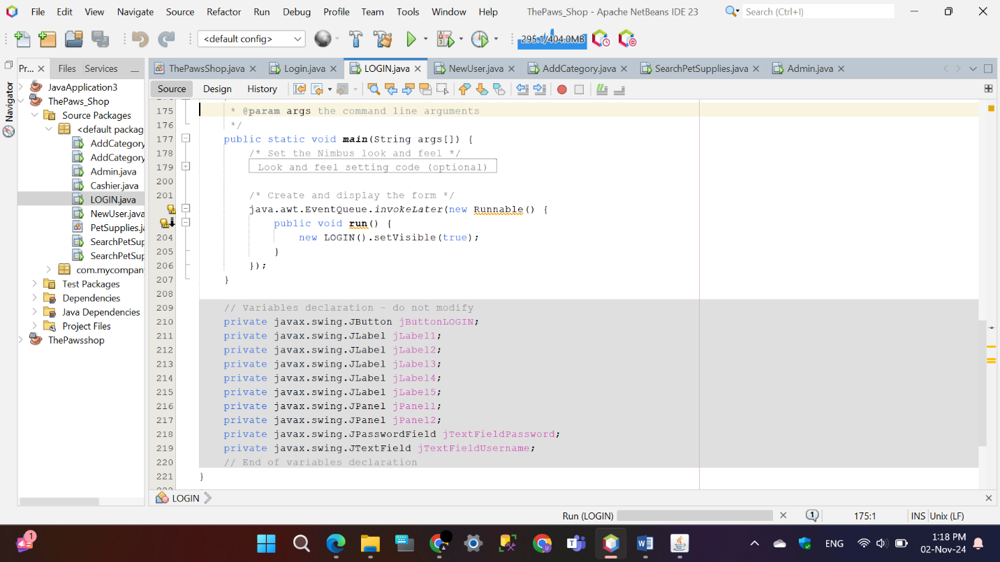 File Edit View Navigate Source Refactor Run Debug Profile Team Tools Window Help ThePaws_Shop - Apache NetBeans IDE 23 Search (Ctrl+I)
<default config> 295.1/404.0MB
Pr... Files Services ThePawsShop.java Login.java LOGIN.java NewUser.java AddCategory.java SearchPetSupplies.java Admin.java
Navigator
JavaApplication3
ThePaws_Shop
Source Packages
<default packag
AddCategory
AddCategory
Admin.java
Cashier.java
LOGIN.java
NewUser.java
PetSupplies.ja
SearchPetSup
SearchPetSup
com.mycompan
Test Packages
Dependencies
Java Dependencies
Project Files
ThePawsshop
Source Design History
175 * @param args the command line arguments
176 */
177 public static void main(String args[]) {
178 /* Set the Nimbus look and feel */
179 Look and feel setting code (optional)
200
201 /* Create and display the form */
java.awt.EventQueue.invokeLater(new Runnable() {
public void run() {
204 new LOGIN().setVisible(true);
205 }
206 });
207 }
208
209 // Variables declaration - do not modify
210 private javax.swing.JButton jButtonLOGIN;
211 private javax.swing.JLabel jLabel1;
212 private javax.swing.JLabel jLabel2;
213 private javax.swing.JLabel jLabel3;
214 private javax.swing.JLabel jLabel4;
215 private javax.swing.JLabel jLabel5;
216 private javax.swing.JPanel jPanel1;
217 private javax.swing.JPanel jPanel2;
218 private javax.swing.JPasswordField jTextFieldPassword;
219 private javax.swing.JTextField jTextFieldUsername;
220 // End of variables declaration
221 }
LOGIN
Run (LOGIN) 1 175:1 INS Unix (LF)
1 ENG 1:18 PM
02-Nov-24